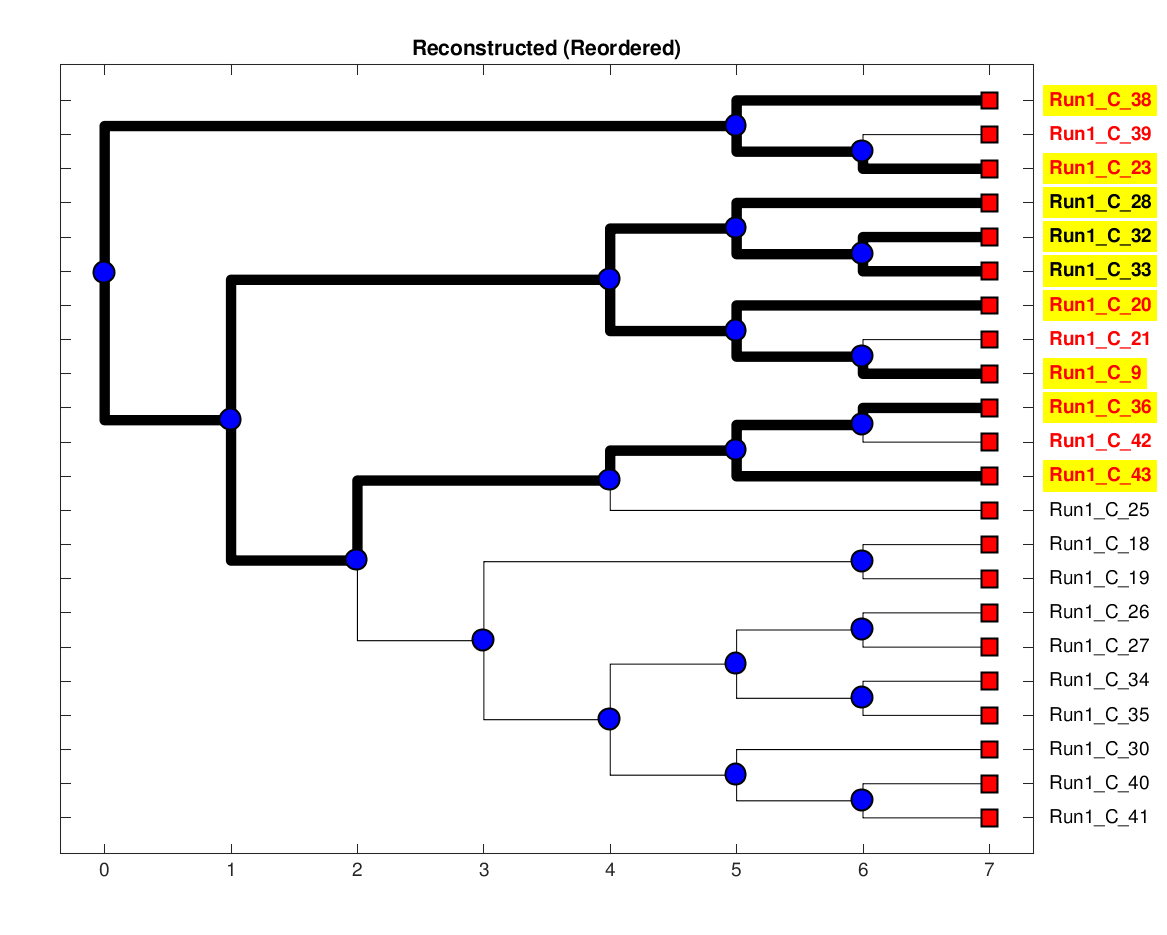 Reconstructed (Reordered)
Run1_C_38
Run1_C_39
Run1_C_23
Run1_C_28
Run1_C_32
Run1_C_33
Run1_C_20
Run1_C_21
Run1_C_9
Run1_C_36
Run1_C_42
Run1_C_43
Run1_C_25
Run1_C_18
Run1_C_19
Run1_C_26
Run1_C_27
Run1_C_34
Run1_C_35
Run1_C_30
Run1_C_40
Run1_C_41
0 1 2 3 4 5 6 7